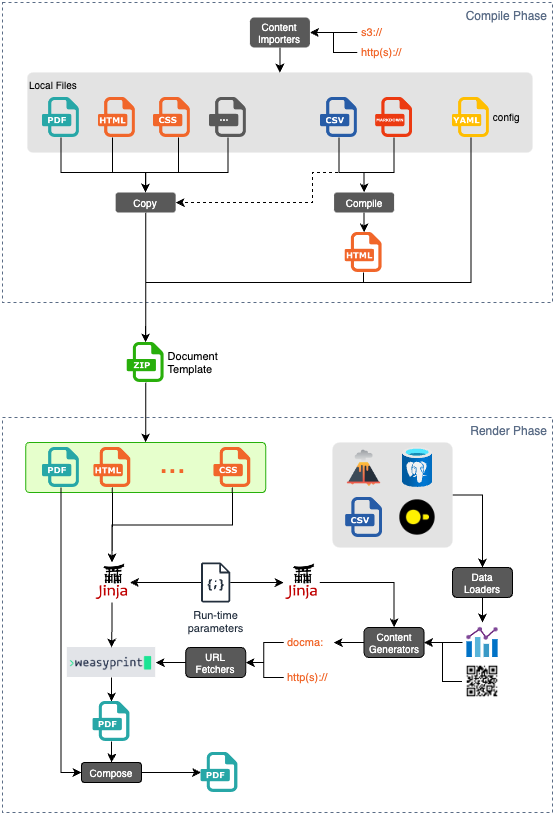 Compile Phase
Content
Importers
s3://
http(s)://
Local Files
PDF
HTML
CSS
...
CSV
MARKDOWN
YAML
config
Copy
Compile
HTML
ZIP
Document
Template
Render Phase
PDF
HTML
...
CSS
CSV
Data
Loaders
Jinja
{;}
Run-time
parameters
Jinja
Content
Generators
docma:
http(s)://
URL
Fetchers
weasyprint
PDF
Compose
PDF